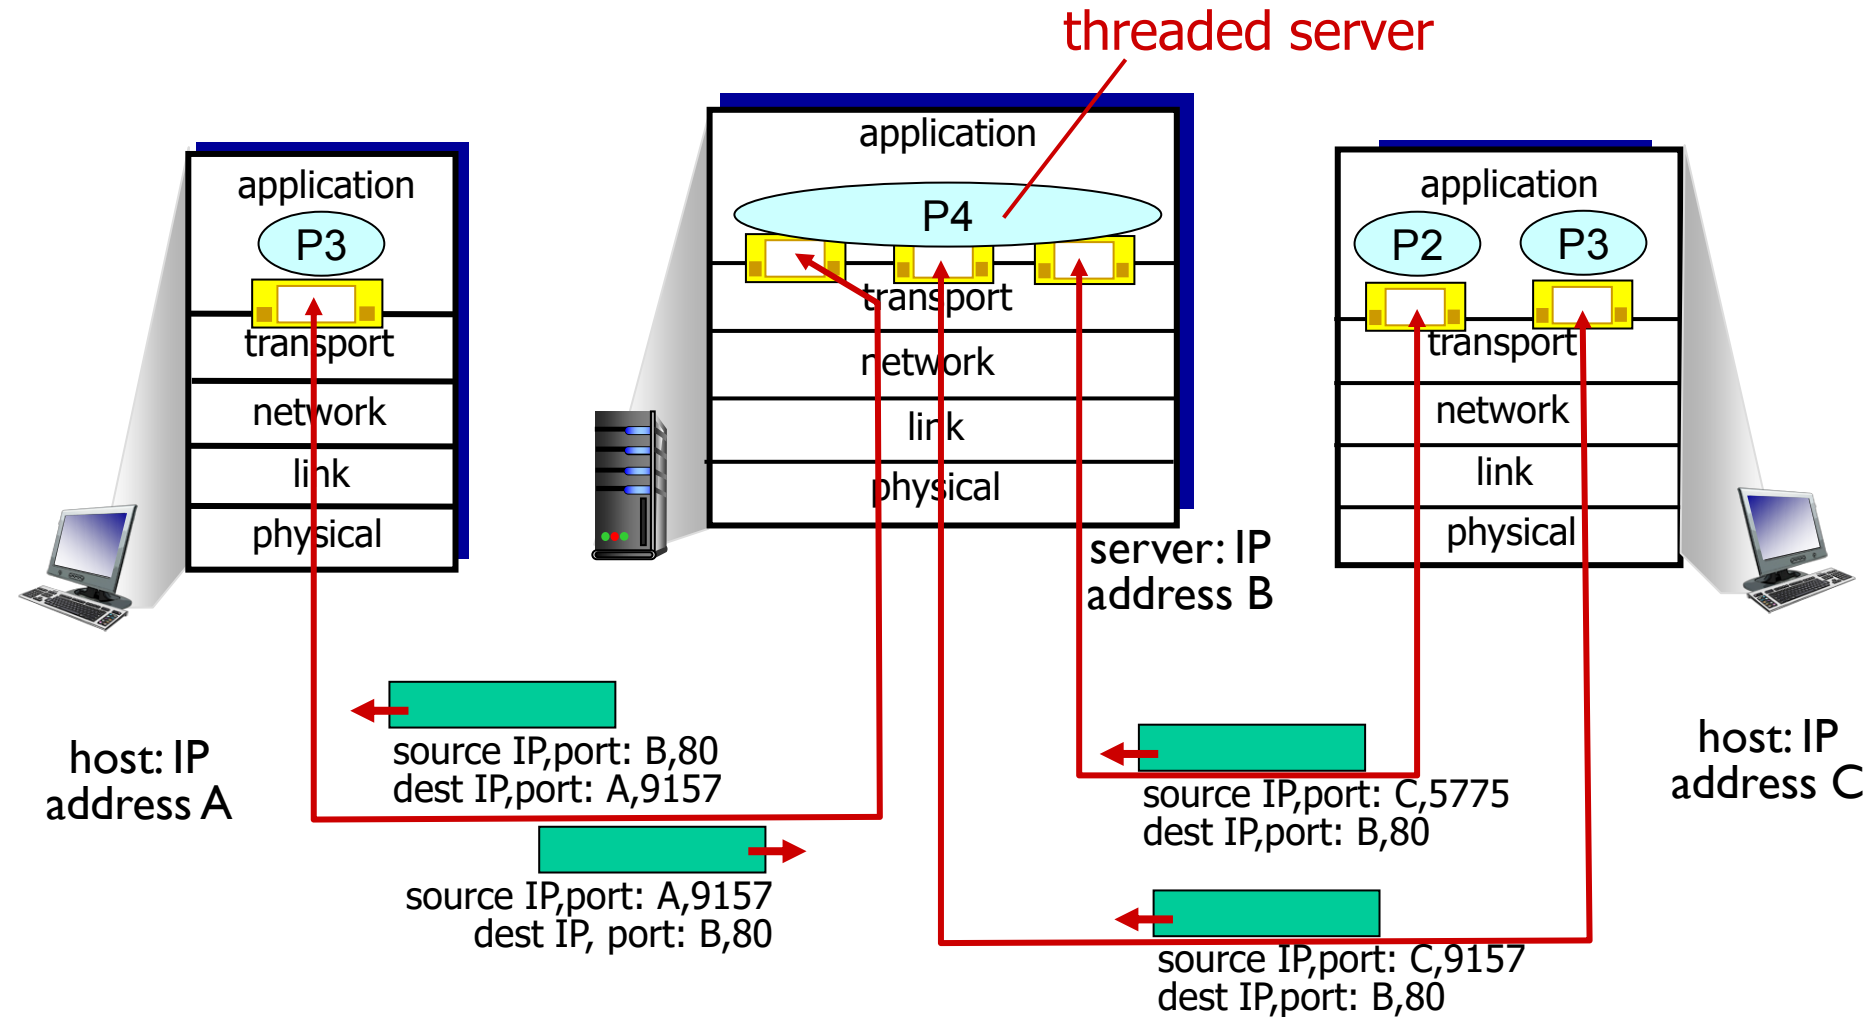 threaded server
application
P3
transport
network
link
physical
application
P4
transport
network
link
physical
application
P2
P3
transport
network
link
physical
server: IP
address B
host: IP
address A
source IP,port: B,80
dest IP,port: A,9157
source IP,port: A,9157
dest IP, port: B,80
source IP,port: C,5775
dest IP,port: B,80
source IP,port: C,9157
dest IP,port: B,80
host: IP
address C